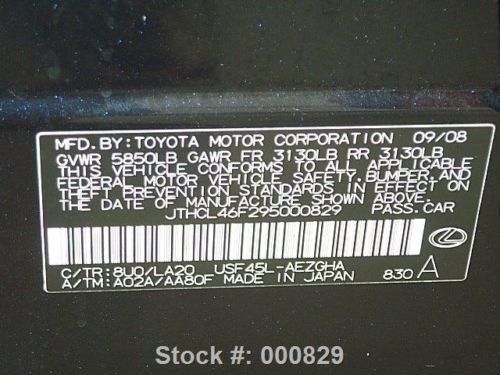 MFD.BY:TOYOTA MOTOR CORPORATION 09/08
GVWR 5850LB GAWR FR 3130LB RR 3130LB
THIS VEHICLE CONFORMS TO ALL APPLICABLE
FEDERAL MOTOR VEHICLE SAFETY,BUMPER,AND
THEFT PREVENTION STANDARDS IN EFFECT ON
THE DATE OF MANUFACTURE SHOWN ABOVE.
JTHCL46F295000829 PASS.CAR
C/TR:8U0/LA20 USF45L-AEZGHA
A/TM:A02A/AA80F MADE IN JAPAN 830 A
Stock #: 000829